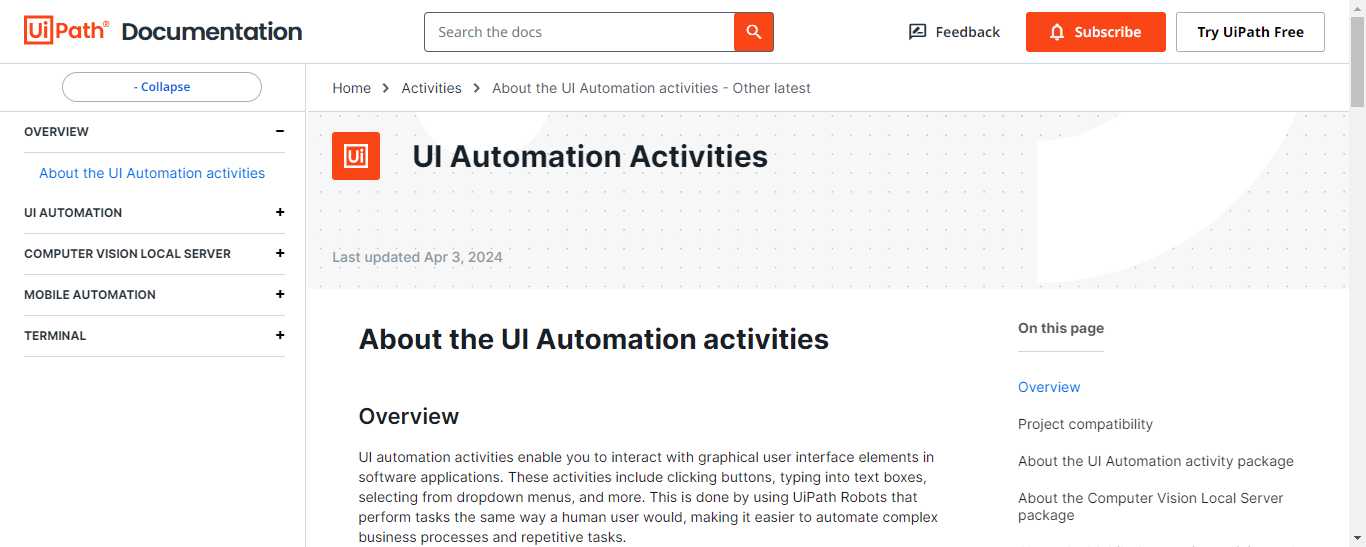 UiPath® Documentation
Search the docs
Feedback
Subscribe
Try UiPath Free
- Collapse
Home
Activities
About the UI Automation activities - Other latest
OVERVIEW
About the UI Automation activities
UI AUTOMATION
COMPUTER VISION LOCAL SERVER
MOBILE AUTOMATION
TERMINAL
Ui
UI Automation Activities
Last updated Apr 3, 2024
About the UI Automation activities
Overview
UI automation activities enable you to interact with graphical user interface elements in
software applications. These activities include clicking buttons, typing into text boxes,
selecting from dropdown menus, and more. This is done by using UiPath Robots that
perform tasks the same way a human user would, making it easier to automate complex
business processes and repetitive tasks.
On this page
Overview
Project compatibility
About the UI Automation activity package
About the Computer Vision Local Server
package